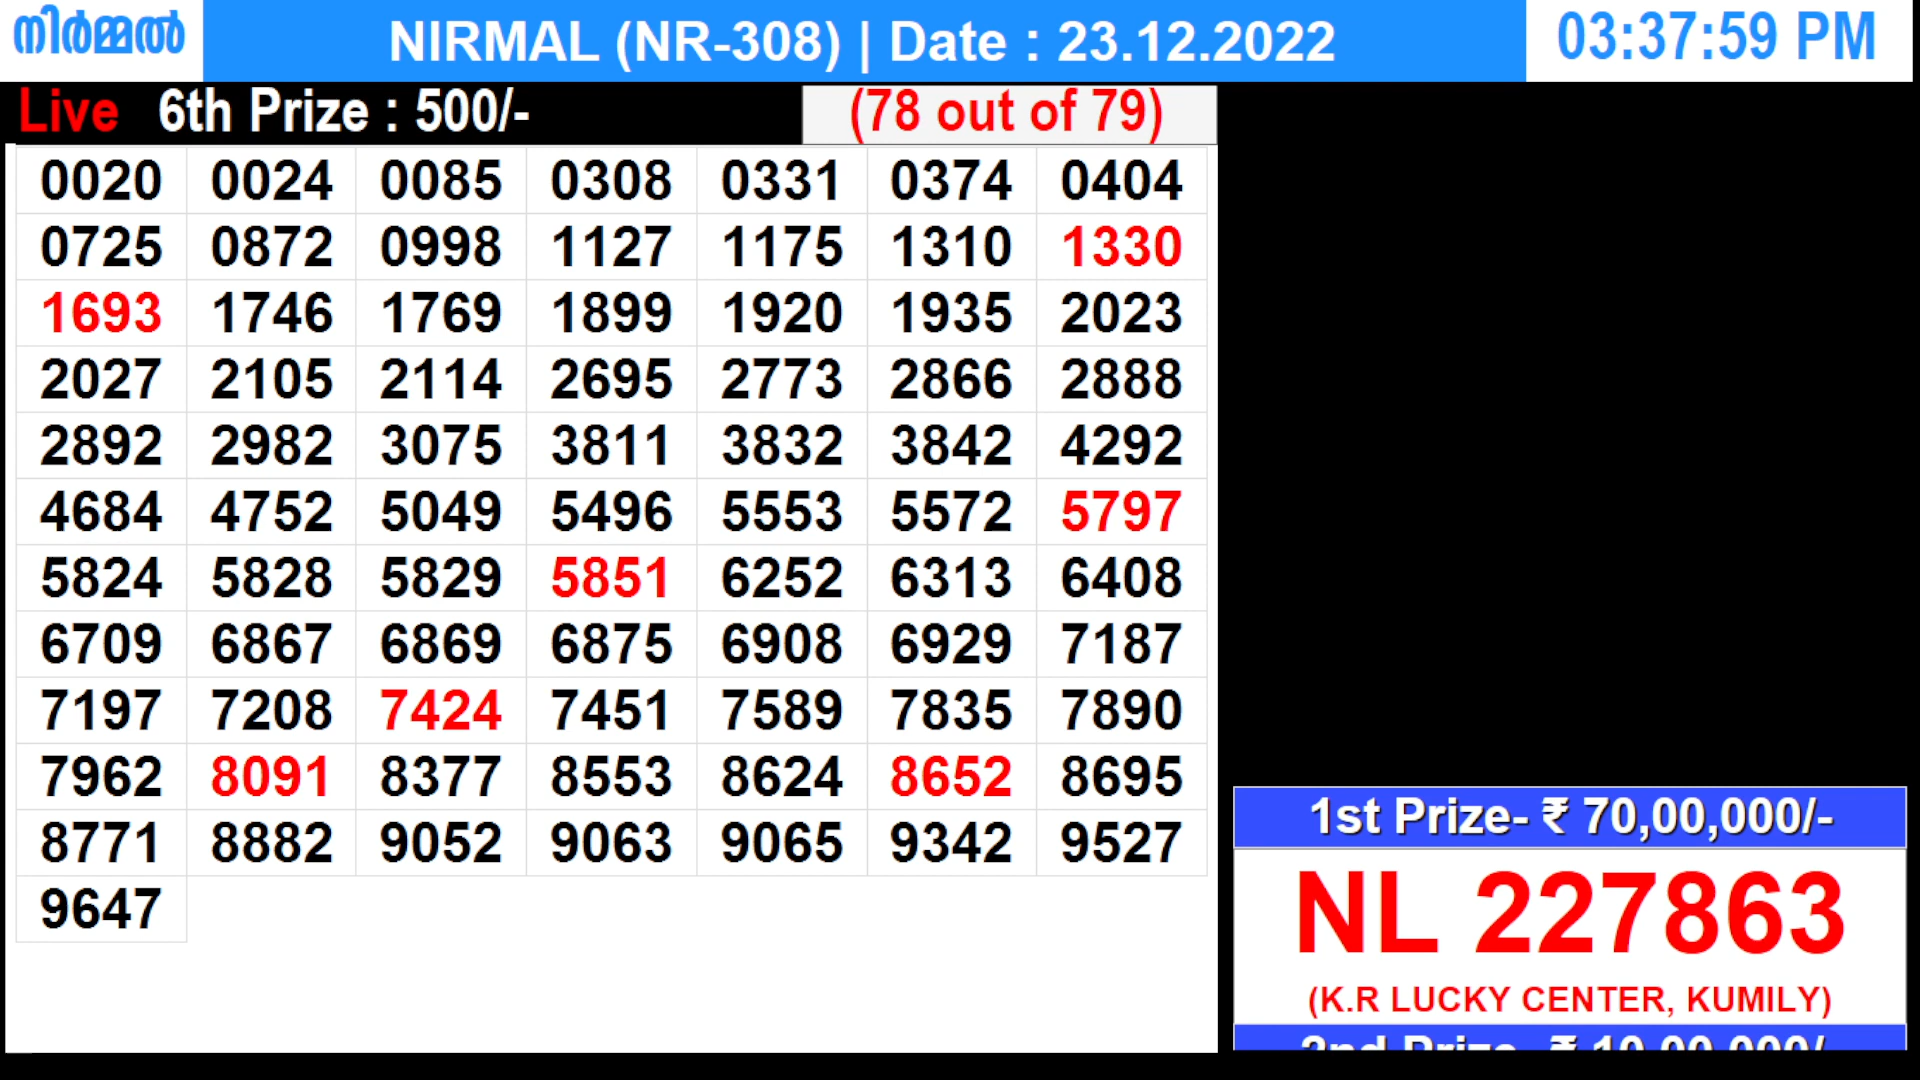 നിർമ്മൽ NIRMAL (NR-308) | Date : 23.12.2022 03:37:59 PM
Live 6th Prize : 500/- (78 out of 79)
0020 0024 0085 0308 0331 0374 0404
0725 0872 0998 1127 1175 1310 1330
1693 1746 1769 1899 1920 1935 2023
2027 2105 2114 2695 2773 2866 2888
2892 2982 3075 3811 3832 3842 4292
4684 4752 5049 5496 5553 5572 5797
5824 5828 5829 5851 6252 6313 6408
6709 6867 6869 6875 6908 6929 7187
7197 7208 7424 7451 7589 7835 7890
7962 8091 8377 8553 8624 8652 8695
8771 8882 9052 9063 9065 9342 9527
9647
1st Prize- ₹ 70,00,000/-
NL 227863
(K.R LUCKY CENTER, KUMILY)
2nd Prize- ₹ 10,00,000/-